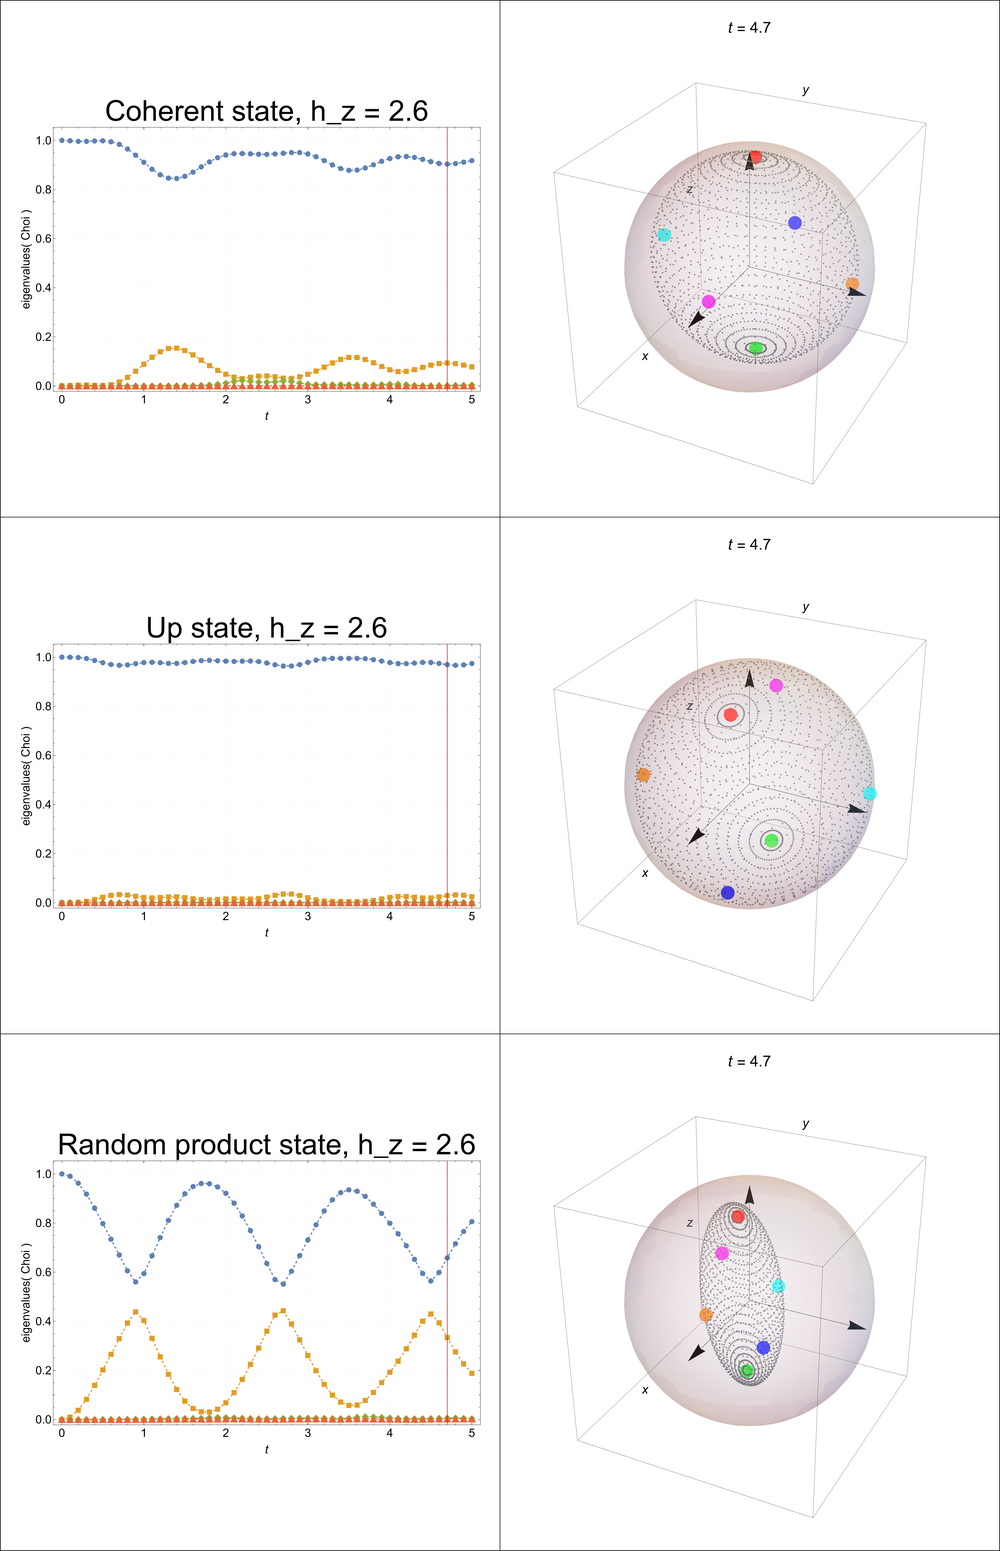 t = 4.7
Coherent state, h_z = 2.6
eigenvalues( Choi )
1.0
0.8
0.6
0.4
0.2
0.0
0 1 2 3 4 5
t
y
z
x
t = 4.7
Up state, h_z = 2.6
eigenvalues( Choi )
1.0
0.8
0.6
0.4
0.2
0.0
0 1 2 3 4 5
t
y
z
x
t = 4.7
Random product state, h_z = 2.6
eigenvalues( Choi )
1.0
0.8
0.6
0.4
0.2
0.0
0 1 2 3 4 5
t
y
z
x